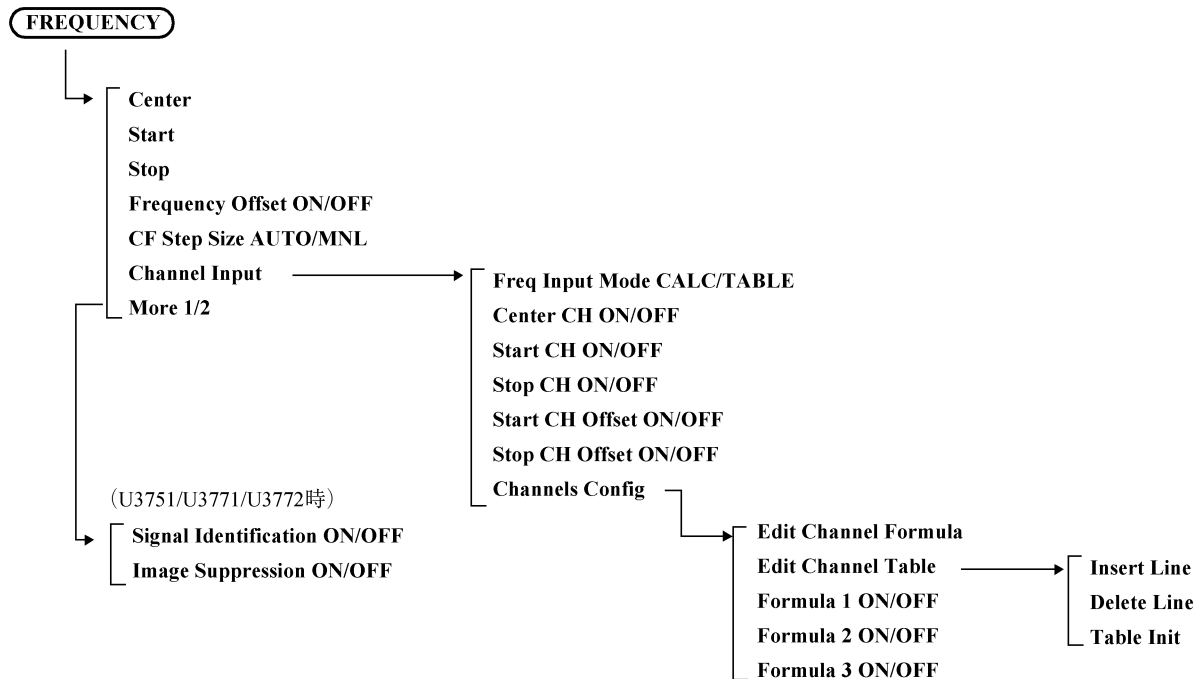 FREQUENCY
Center
Start
Stop
Frequency Offset ON/OFF
CF Step Size AUTO/MNL
Channel Input
More 1/2
Freq Input Mode CALC/TABLE
Center CH ON/OFF
Start CH ON/OFF
Stop CH ON/OFF
Start CH Offset ON/OFF
Stop CH Offset ON/OFF
Channels Config
（U3751/U3771/U3772時）
Signal Identification ON/OFF
Image Suppression ON/OFF
Edit Channel Formula
Edit Channel Table
Formula 1 ON/OFF
Formula 2 ON/OFF
Formula 3 ON/OFF
Insert Line
Delete Line
Table Init